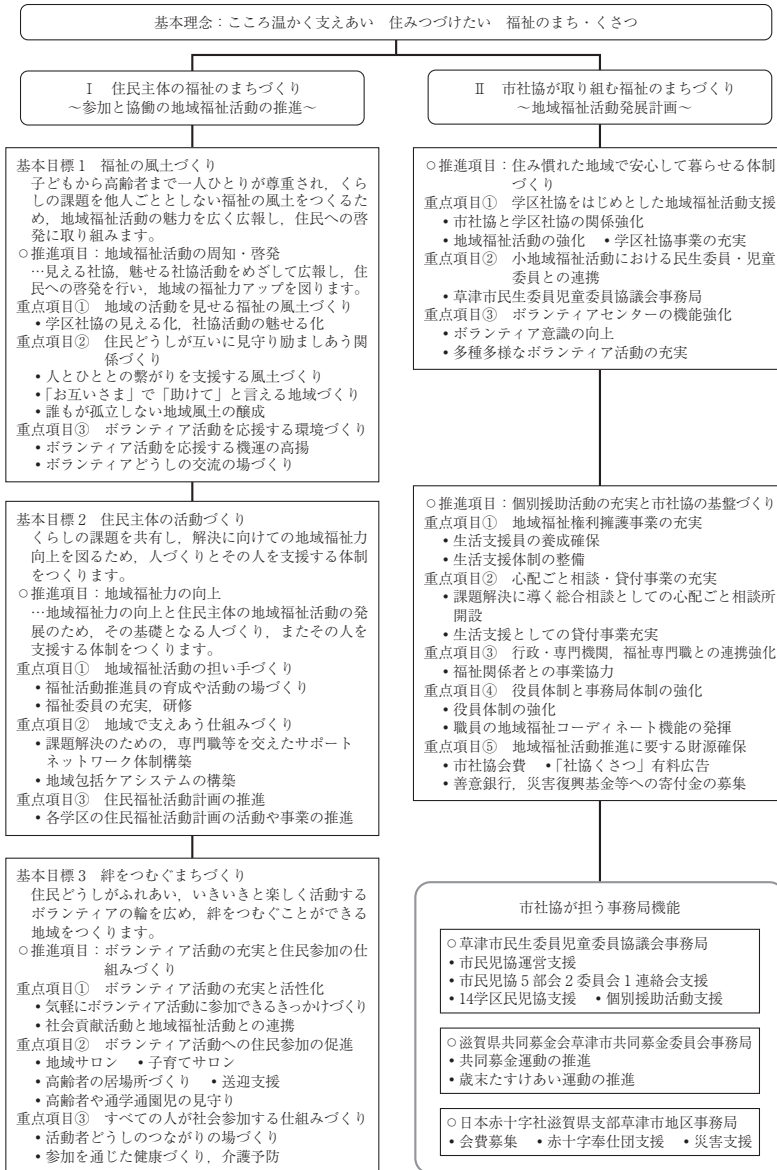 基本理念：こころ温かく支えあい　住みつづけたい　福祉のまち・くさつ
Ⅰ　住民主体の福祉のまちづくり
～参加と協働の地域福祉活動の推進～
基本目標１　福祉の風土づくり
子どもから高齢者まで一人ひとりが尊重され，くら
しの課題を他人ごととしない福祉の風土をつくるた
め，地域福祉活動の魅力を広く広報し，住民への啓
発に取り組みます。
○推進項目：地域福祉活動の周知・啓発
…見える社協，魅せる社協活動をめざして広報し，住
民への啓発を行い，地域の福祉力アップを図ります。
重点項目①　地域の活動を見せる福祉の風土づくり
•学区社協の見える化，社協活動の魅せる化
重点項目②　住民どうしが互いに見守り励ましあう関
係づくり
•人とひととの繫がりを支援する風土づくり
•「お互いさま」で「助けて」と言える地域づくり
•誰もが孤立しない地域風土の醸成
重点項目③　ボランティア活動を応援する環境づくり
•ボランティア活動を応援する機運の高揚
•ボランティアどうしの交流の場づくり
基本目標２　住民主体の活動づくり
くらしの課題を共有し，解決に向けての地域福祉力
向上を図るため，人づくりとその人を支援する体制
をつくります。
○推進項目：地域福祉力の向上
…地域福祉力の向上と住民主体の地域福祉活動の発
展のため，その基礎となる人づくり，またその人を
支援する体制をつくります。
重点項目①　地域福祉活動の担い手づくり
•福祉活動推進員の育成や活動の場づくり
•福祉委員の充実，研修
重点項目②　地域で支えあう仕組みづくり
•課題解決のための，専門職等を交えたサポート
ネットワーク体制構築
•地域包括ケアシステムの構築
重点項目③　住民福祉活動計画の推進
•各学区の住民福祉活動計画の活動や事業の推進
基本目標３　絆をつむぐまちづくり
住民どうしがふれあい，いきいきと楽しく活動する
ボランティアの輪を広め，絆をつむぐことができる
地域をつくります。
○推進項目：ボランティア活動の充実と住民参加の仕
組みづくり
重点項目①　ボランティア活動の充実と活性化
•気軽にボランティア活動に参加できるきっかけづくり
•社会貢献活動と地域福祉活動との連携
重点項目②　ボランティア活動への住民参加の促進
•地域サロン　•子育てサロン
•高齢者の居場所づくり　•送迎支援
•高齢者や通学通園児の見守り
重点項目③　すべての人が社会参加する仕組みづくり
•活動者どうしのつながりの場づくり
•参加を通じた健康づくり，介護予防
Ⅱ　市社協が取り組む福祉のまちづくり
～地域福祉活動発展計画～
○推進項目：住み慣れた地域で安心して暮らせる体制
づくり
重点項目①　学区社協をはじめとした地域福祉活動支援
•市社協と学区社協の関係強化
•地域福祉活動の強化　•学区社協事業の充実
重点項目②　小地域福祉活動における民生委員・児童
委員との連携
•草津市民生委員児童委員協議会事務局
重点項目③　ボランティアセンターの機能強化
•ボランティア意識の向上
•多種多様なボランティア活動の充実
○推進項目：個別援助活動の充実と市社協の基盤づくり
重点項目①　地域福祉権利擁護事業の充実
•生活支援員の養成確保
•生活支援体制の整備
重点項目②　心配ごと相談・貸付事業の充実
•課題解決に導く総合相談としての心配ごと相談所
開設
•生活支援としての貸付事業充実
重点項目③　行政・専門機関，福祉専門職との連携強化
•福祉関係者との事業協力
重点項目④　役員体制と事務局体制の強化
•役員体制の強化
•職員の地域福祉コーディネート機能の発揮
重点項目⑤　地域福祉活動推進に要する財源確保
•市社協会費　•「社協くさつ」有料広告
•善意銀行，災害復興基金等への寄付金の募集
市社協が担う事務局機能
○草津市民生委員児童委員協議会事務局
•市民児協運営支援
•市民児協５部会２委員会１連絡会支援
•14学区民児協支援　•個別援助活動支援
○滋賀県共同募金会草津市共同募金委員会事務局
•共同募金運動の推進
•歳末たすけあい運動の推進
○日本赤十字社滋賀県支部草津市地区事務局
•会費募集　•赤十字奉仕団支援　•災害支援